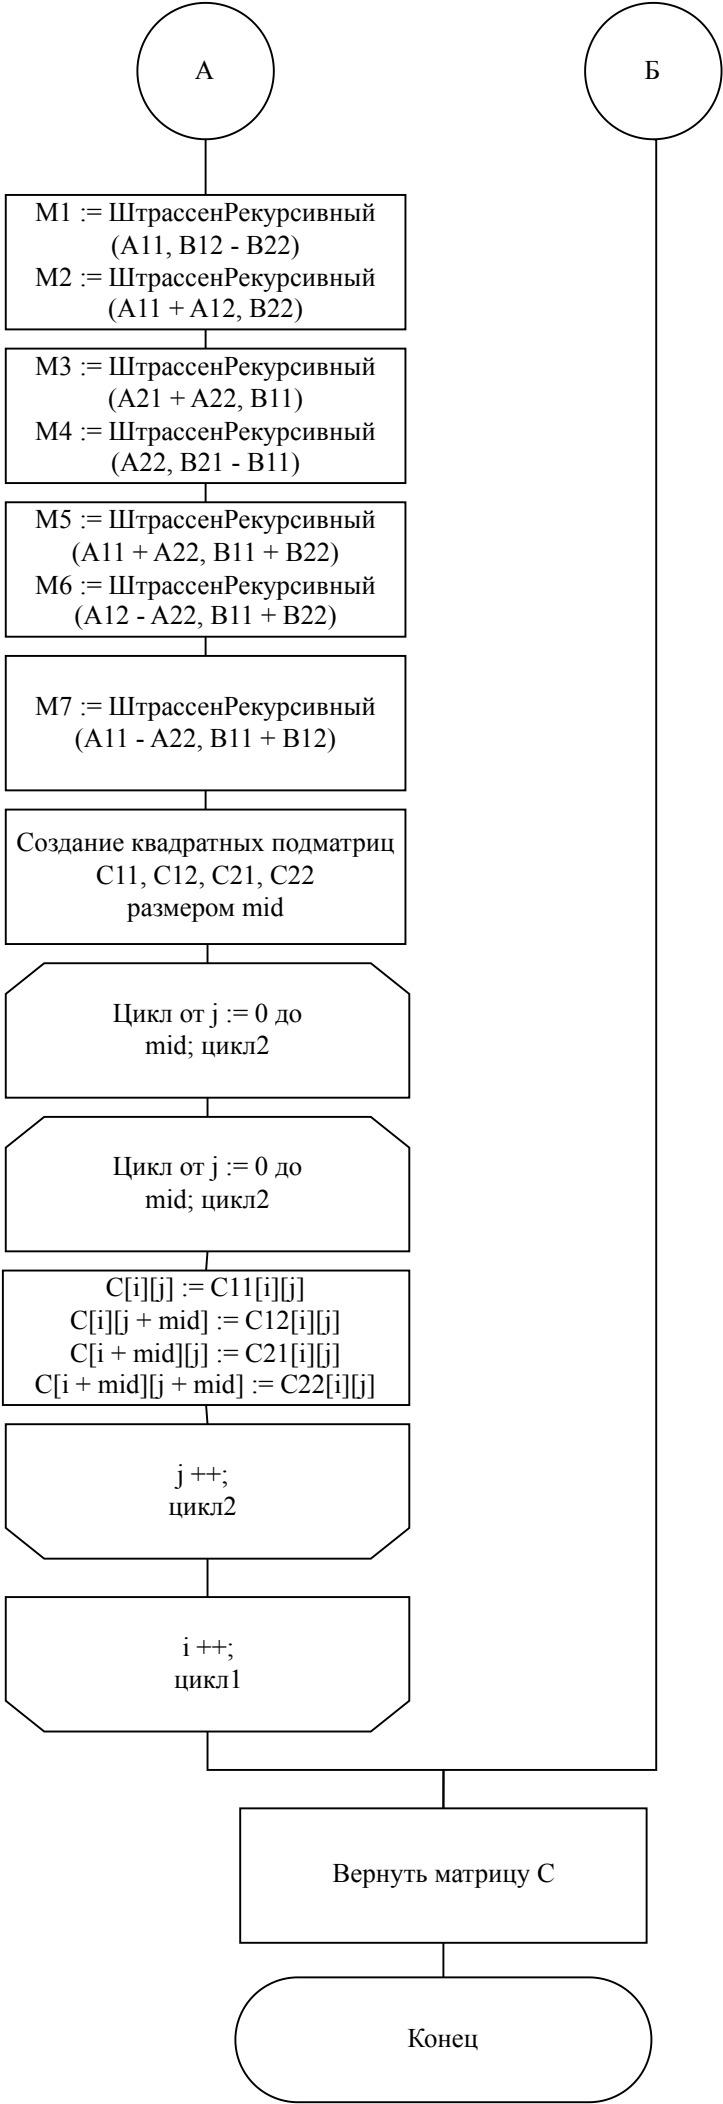 А
Б
M1 := ШтрассенРекурсивный
(A11, B12 - B22)
M2 := ШтрассенРекурсивный
(A11 + A12, B22)
M3 := ШтрассенРекурсивный
(A21 + A22, B11)
M4 := ШтрассенРекурсивный
(A22, B21 - B11)
M5 := ШтрассенРекурсивный
(A11 + A22, B11 + B22)
M6 := ШтрассенРекурсивный
(A12 - A22, B11 + B22)
M7 := ШтрассенРекурсивный
(A11 - A22, B11 + B12)
Создание квадратных подматриц
C11, C12, C21, C22
размером mid
Цикл от j := 0 до
mid; цикл2
Цикл от j := 0 до
mid; цикл2
C[i][j] := C11[i][j]
C[i][j + mid] := C12[i][j]
C[i + mid][j] := C21[i][j]
C[i + mid][j + mid] := C22[i][j]
j ++;
цикл2
i ++;
цикл1
Вернуть матрицу C
Конец